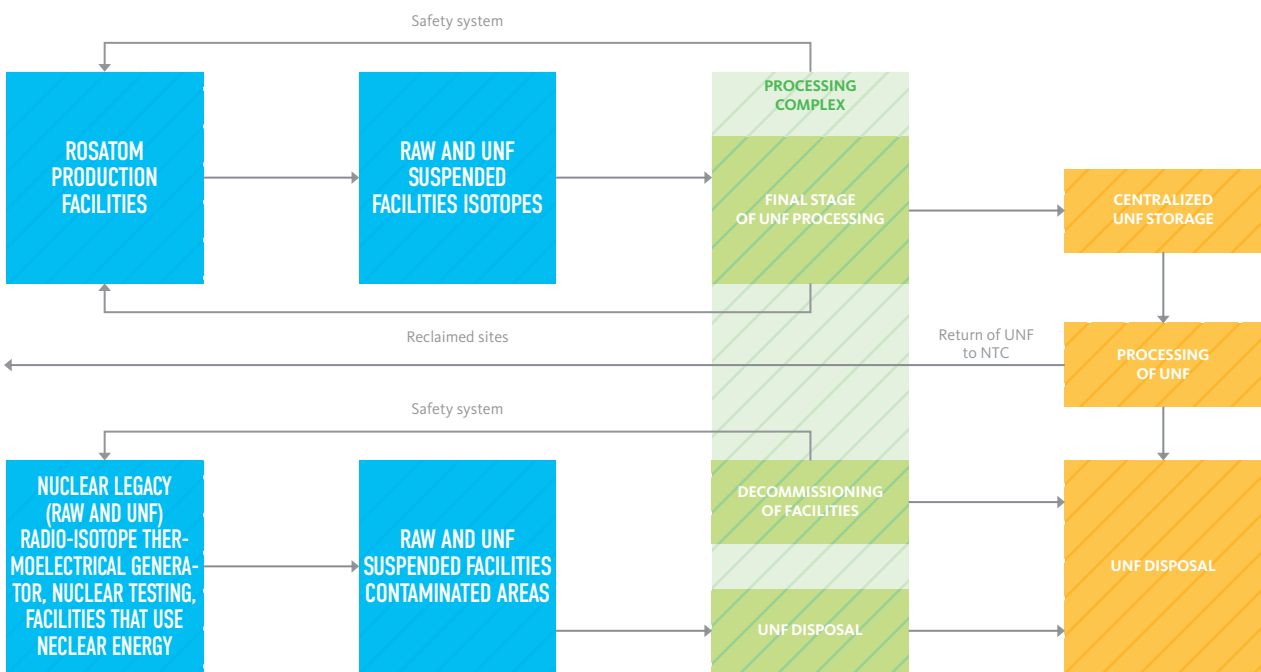 Safety system
PROCESSING
COMPLEX
ROSATOM
PRODUCTION
FACILITIES
RAW AND UNF
SUSPENDED
FACILITIES ISOTOPES
FINAL STAGE
OF UNF PROCESSING
CENTRALIZED
UNF STORAGE
Reclaimed sites
Return of UNF
to NTC
PROCESSING
OF UNF
Safety system
NUCLEAR LEGACY
(RAW AND UNF)
RADIO-ISOTOPE THER-
MOELECTRICAL GENERA-
TOR, NUCLEAR TESTING,
FACILITIES THAT USE
NECLEAR ENERGY
RAW AND UNF
SUSPENDED FACILITIES
CONTAMINATED AREAS
DECOMMISSIONING
OF FACILITIES
UNF DISPOSAL
UNF DISPOSAL